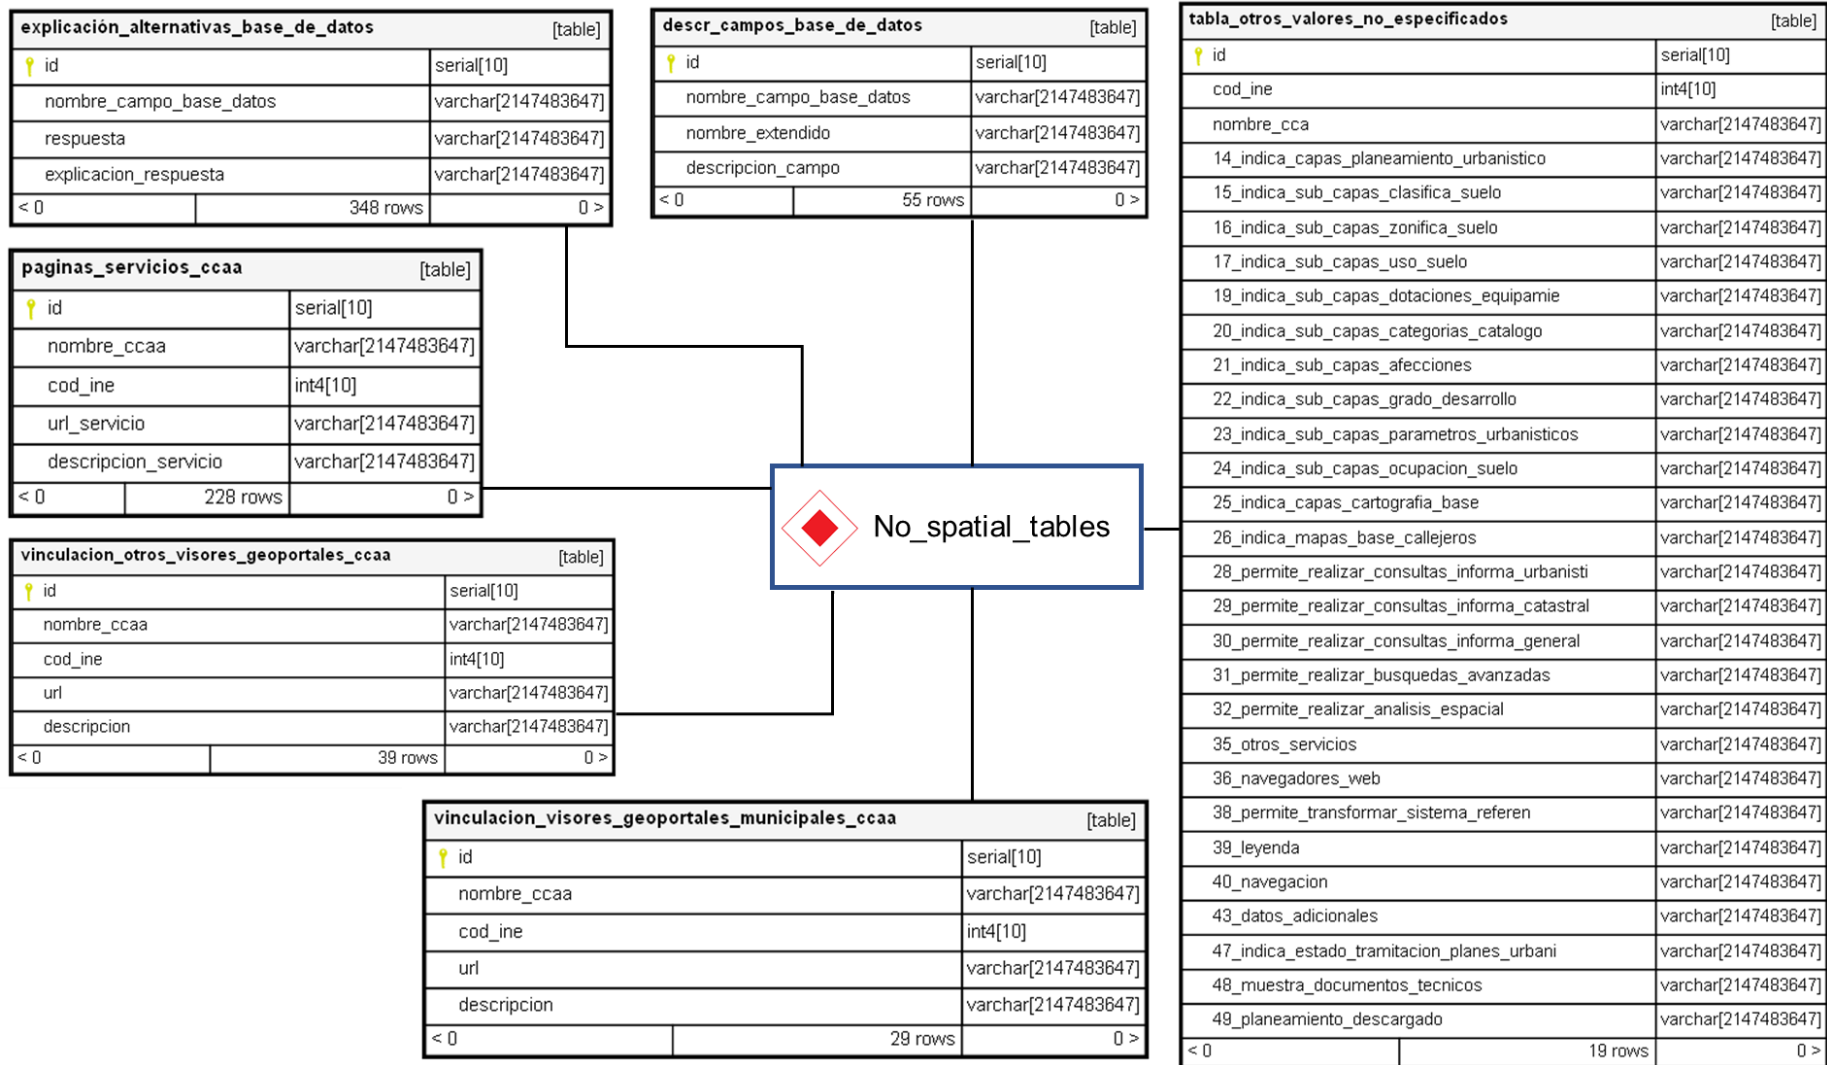 explicación_alternativas_base_de_datos [table]
id serial[10]
nombre_campo_base_datos varchar[2147483647]
respuesta varchar[2147483647]
explicacion_respuesta varchar[2147483647]
< 0 348 rows 0 >
descr_campos_base_de_datos [table]
id serial[10]
nombre_campo_base_datos varchar[2147483647]
nombre_extendido varchar[2147483647]
descripcion_campo varchar[2147483647]
< 0 55 rows 0 >
paginas_servicios_ccaa [table]
id serial[10]
nombre_ccaa varchar[2147483647]
cod_ine int4[10]
url_servicio varchar[2147483647]
descripcion_servicio varchar[2147483647]
< 0 228 rows 0 >
No_spatial_tables
vinculacion_otros_visores_geoportales_ccaa [table]
id serial[10]
nombre_ccaa varchar[2147483647]
cod_ine int4[10]
url varchar[2147483647]
descripcion varchar[2147483647]
< 0 39 rows 0 >
vinculacion_visores_geoportales_municipales_ccaa [table]
id serial[10]
nombre_ccaa varchar[2147483647]
cod_ine int4[10]
url varchar[2147483647]
descripcion varchar[2147483647]
< 0 29 rows 0 >
tabla_otros_valores_no_especificados [table]
id serial[10]
cod_ine int4[10]
nombre_cca varchar[2147483647]
14_indica_capas_planeamiento_urbanistico varchar[2147483647]
15_indica_sub_capas_clasifica_suelo varchar[2147483647]
16_indica_sub_capas_zonifica_suelo varchar[2147483647]
17_indica_sub_capas_uso_suelo varchar[2147483647]
19_indica_sub_capas_dotaciones_equipamie varchar[2147483647]
20_indica_sub_capas_categorias_catalogo varchar[2147483647]
21_indica_sub_capas_afecciones varchar[2147483647]
22_indica_sub_capas_grado_desarrollo varchar[2147483647]
23_indica_sub_capas_parametros_urbanisticos varchar[2147483647]
24_indica_sub_capas_ocupacion_suelo varchar[2147483647]
25_indica_capas_cartografia_base varchar[2147483647]
26_indica_mapas_base_callejeros varchar[2147483647]
28_permite_realizar_consultas_informa_urbanisti varchar[2147483647]
29_permite_realizar_consultas_informa_catastral varchar[2147483647]
30_permite_realizar_consultas_informa_general varchar[2147483647]
31_permite_realizar_busquedas_avanzadas varchar[2147483647]
32_permite_realizar_analisis_espacial varchar[2147483647]
35_otros_servicios varchar[2147483647]
36_navegadores_web varchar[2147483647]
38_permite_transformar_sistema_referen varchar[2147483647]
39_leyenda varchar[2147483647]
40_navegacion varchar[2147483647]
43_datos_adicionales varchar[2147483647]
47_indica_estado_tramitacion_planes_urbani varchar[2147483647]
48_muestra_documentos_tecnicos varchar[2147483647]
49_planeamiento_descargado varchar[2147483647]
< 0 19 rows 0 >